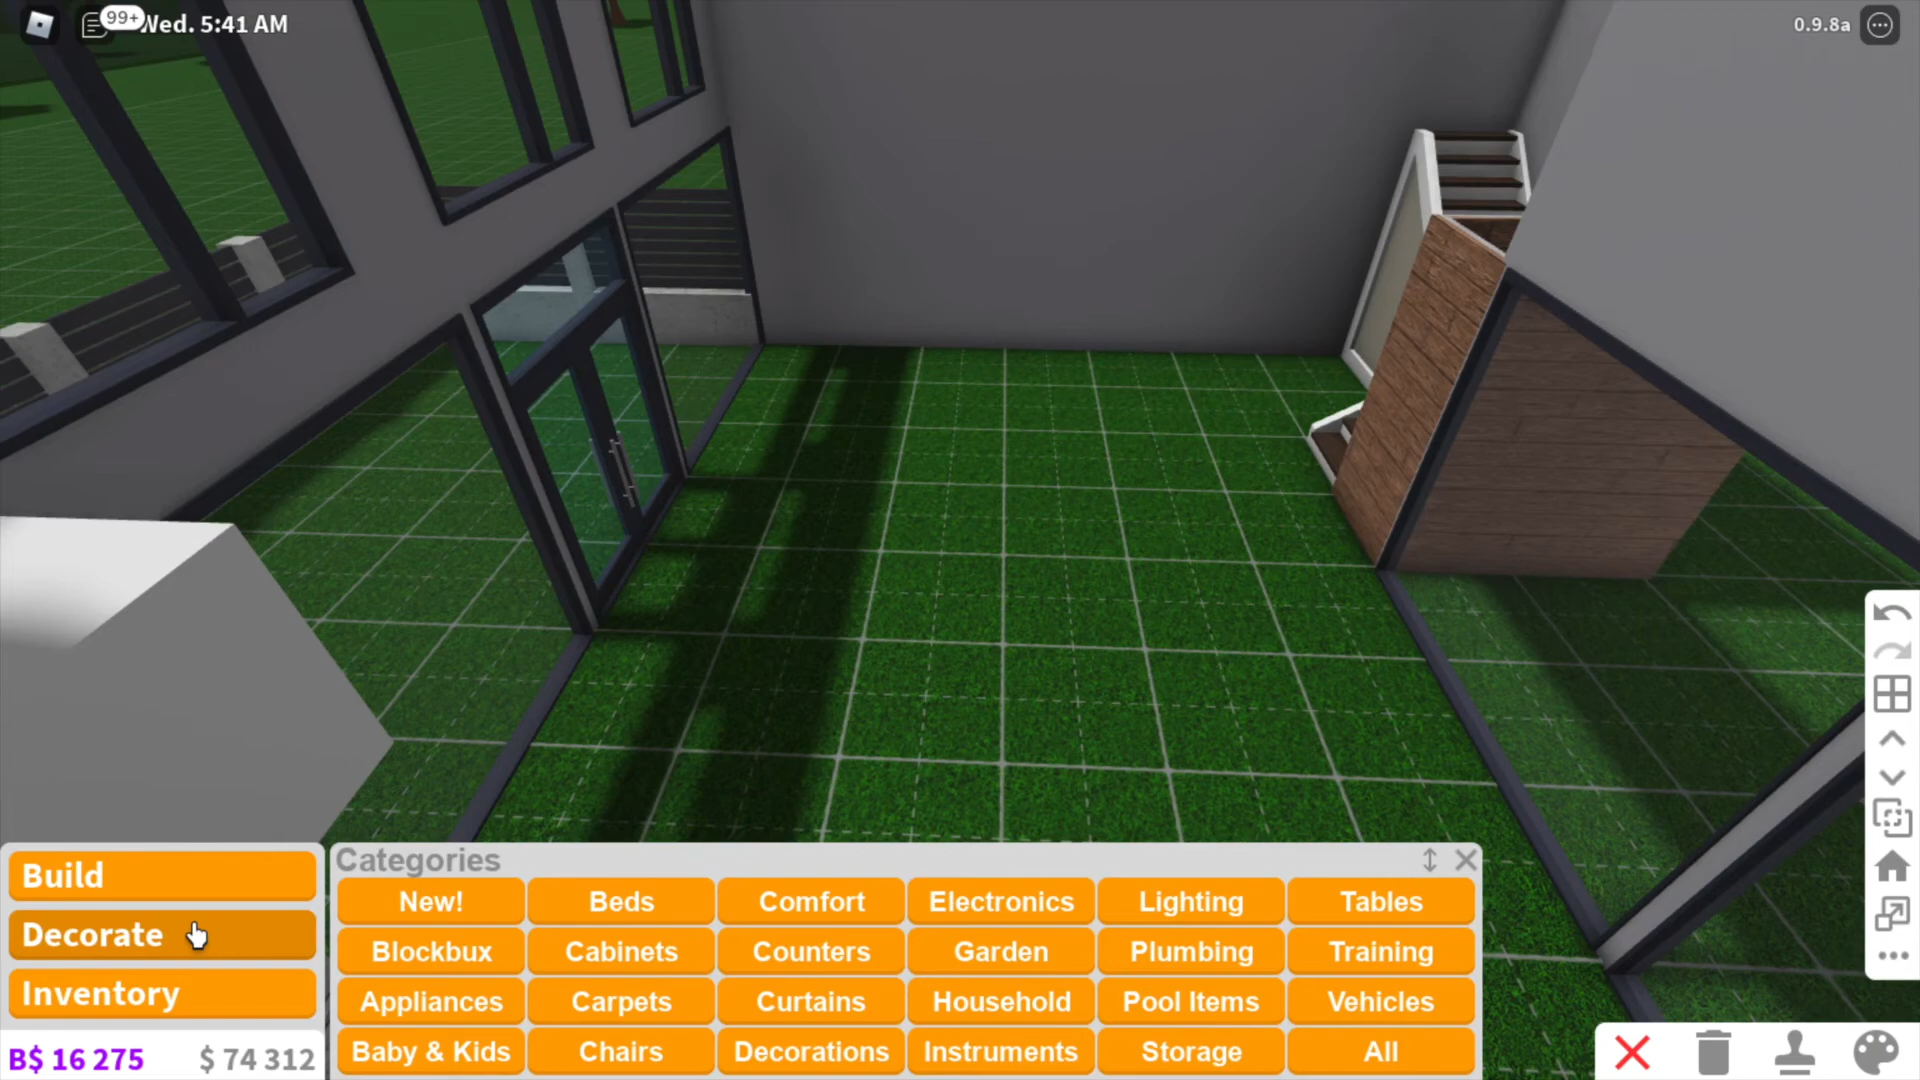 99+
Wed. 5:41 AM
0.9.8a
Build
Decorate
Inventory
B$ 16 275 $ 74 312
Categories
New! Beds Comfort Electronics Lighting Tables
Blockbux Cabinets Counters Garden Plumbing Training
Appliances Carpets Curtains Household Pool Items Vehicles
Baby & Kids Chairs Decorations Instruments Storage All